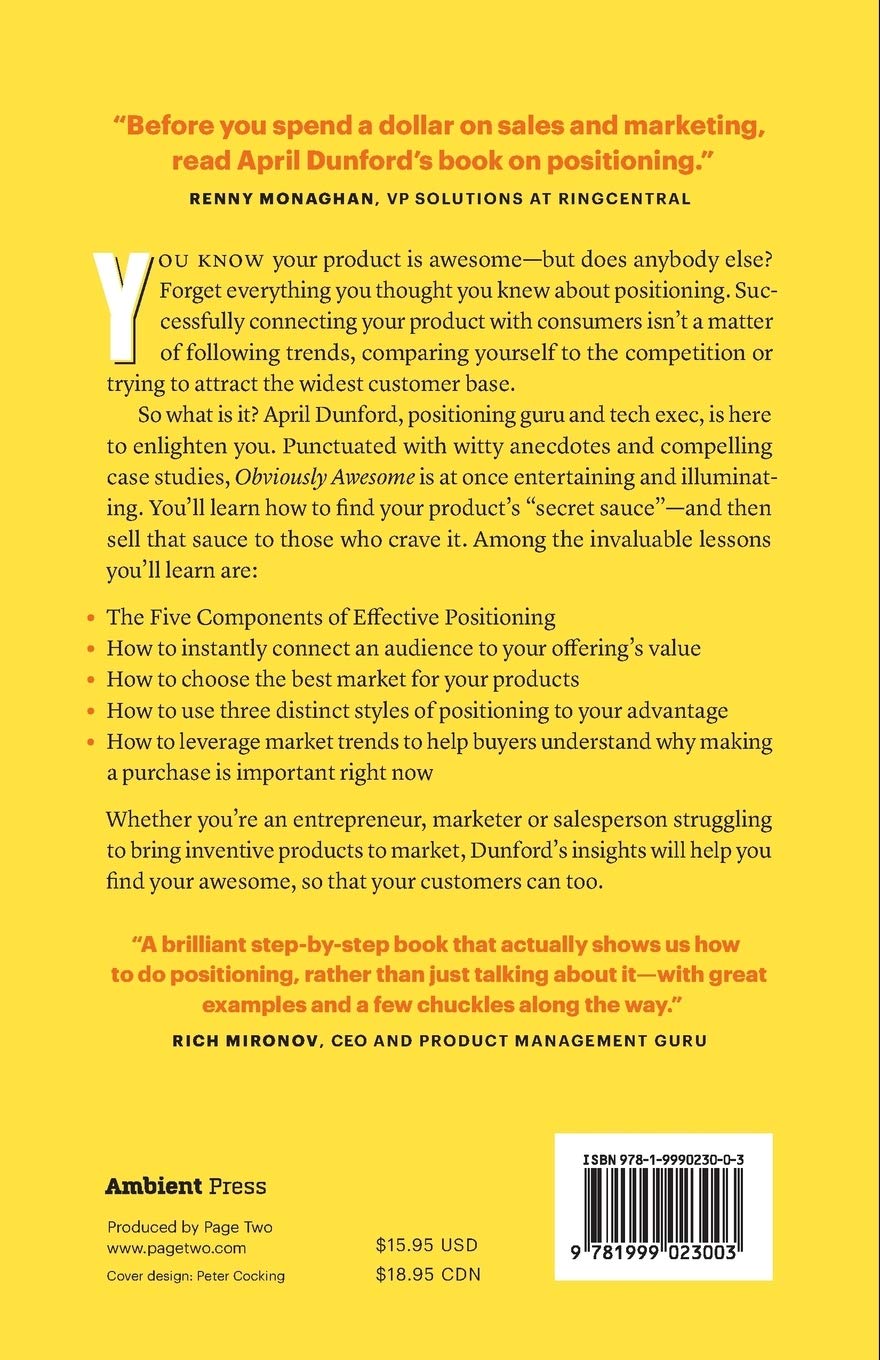 “Before you spend a dollar on sales and marketing,
read April Dunford’s book on positioning.”
RENNY MONAGHAN, VP SOLUTIONS AT RINGCENTRAL
YOU KNOW your product is awesome—but does anybody else?
Forget everything you thought you knew about positioning. Suc-
cessfully connecting your product with consumers isn’t a matter
of following trends, comparing yourself to the competition or
trying to attract the widest customer base.
So what is it? April Dunford, positioning guru and tech exec, is here
to enlighten you. Punctuated with witty anecdotes and compelling
case studies, Obviously Awesome is at once entertaining and illuminat-
ing. You’ll learn how to find your product’s “secret sauce”—and then
sell that sauce to those who crave it. Among the invaluable lessons
you’ll learn are:
• The Five Components of Effective Positioning
• How to instantly connect an audience to your offering’s value
• How to choose the best market for your products
• How to use three distinct styles of positioning to your advantage
• How to leverage market trends to help buyers understand why making
a purchase is important right now
Whether you’re an entrepreneur, marketer or salesperson struggling
to bring inventive products to market, Dunford’s insights will help you
find your awesome, so that your customers can too.
“A brilliant step-by-step book that actually shows us how
to do positioning, rather than just talking about it—with great
examples and a few chuckles along the way.”
RICH MIRONOV, CEO AND PRODUCT MANAGEMENT GURU
Ambient Press
Produced by Page Two
www.pagetwo.com
Cover design: Peter Cocking
$15.95 USD
$18.95 CDN
ISBN 978-1-9990230-0-3
9 781999 023003